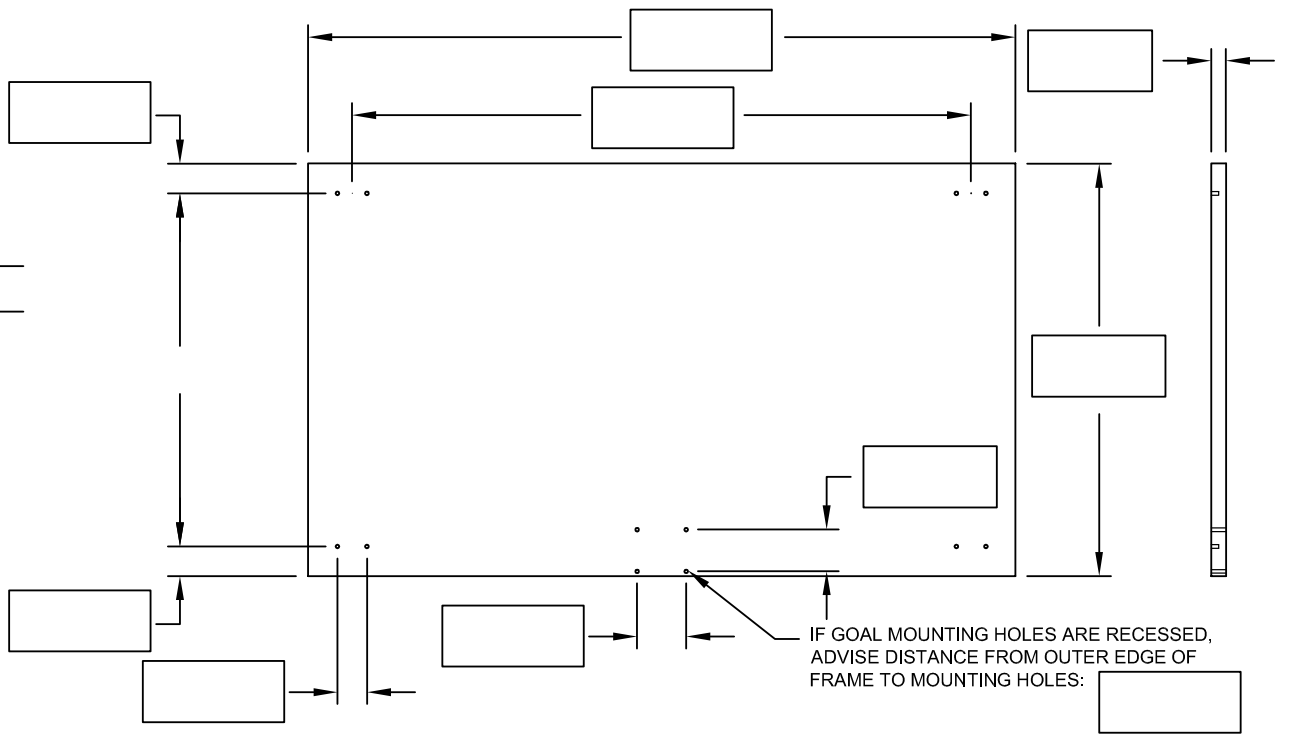 IF GOAL MOUNTING HOLES ARE RECESSED,
ADVISE DISTANCE FROM OUTER EDGE OF
FRAME TO MOUNTING HOLES: